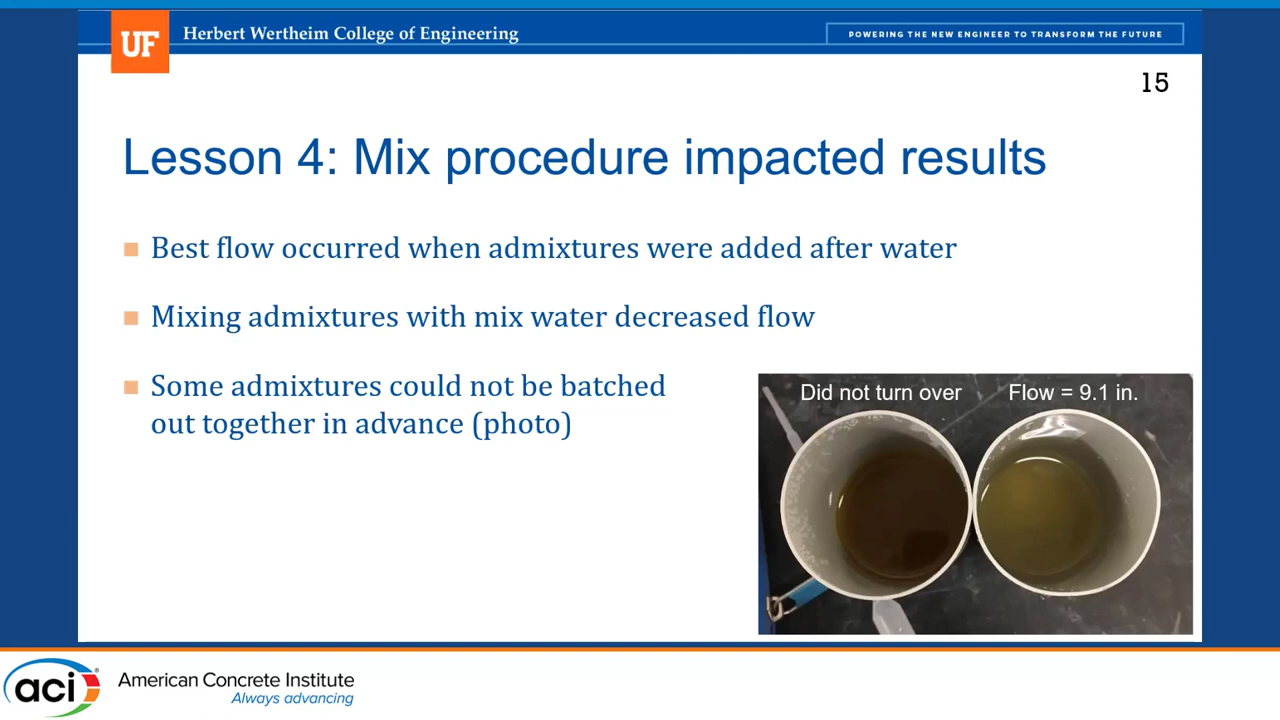 UF
Herbert Wertheim College of Engineering
POWERING THE NEW ENGINEER TO TRANSFORM THE FUTURE
15
Lesson 4: Mix procedure impacted results
Best flow occurred when admixtures were added after water
Mixing admixtures with mix water decreased flow
Some admixtures could not be batched
out together in advance (photo)
Did not turn over
Flow = 9.1 in.
aci®
American Concrete Institute
Always advancing